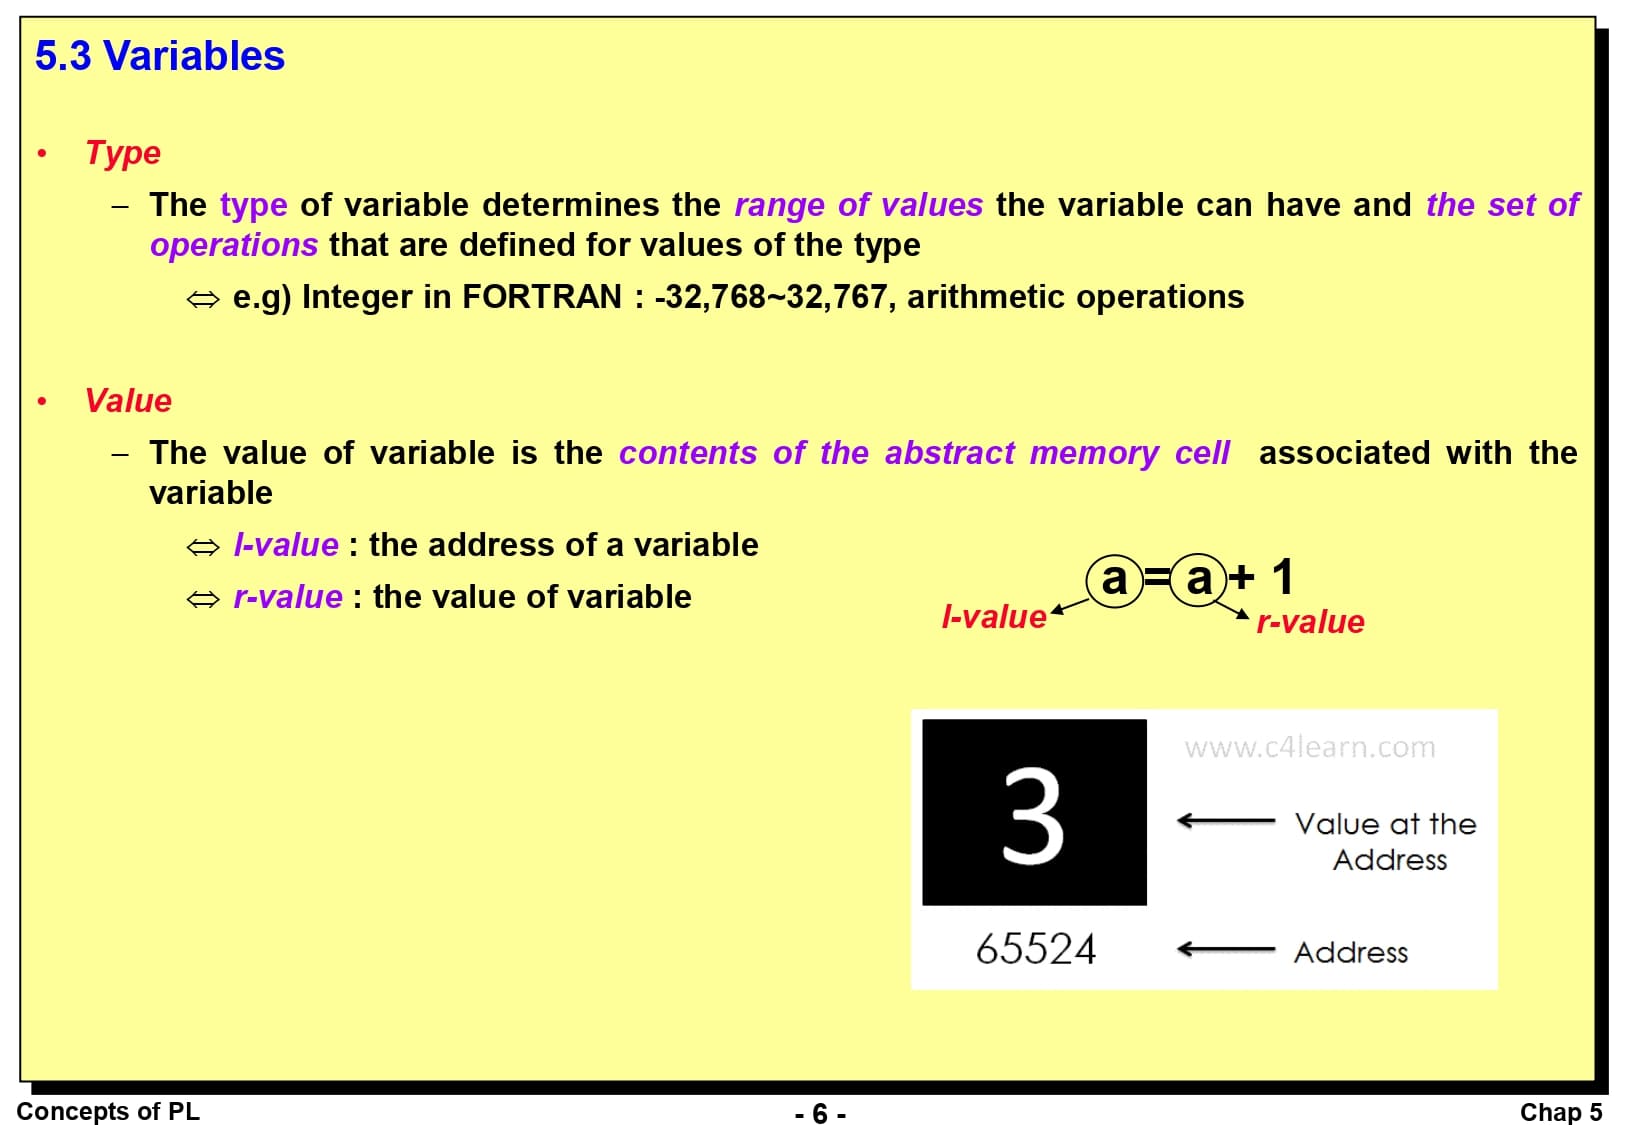 5.3 Variables
• Type
– The type of variable determines the range of values the variable can have and the set of
operations that are defined for values of the type
⇔ e.g) Integer in FORTRAN : -32,768~32,767, arithmetic operations
• Value
– The value of variable is the contents of the abstract memory cell associated with the
variable
⇔ l-value : the address of a variable
⇔ r-value : the value of variable
a = a + 1
l-value
r-value
www.c4learn.com
3
Value at the
Address
65524
Address
Concepts of PL
- 6 -
Chap 5